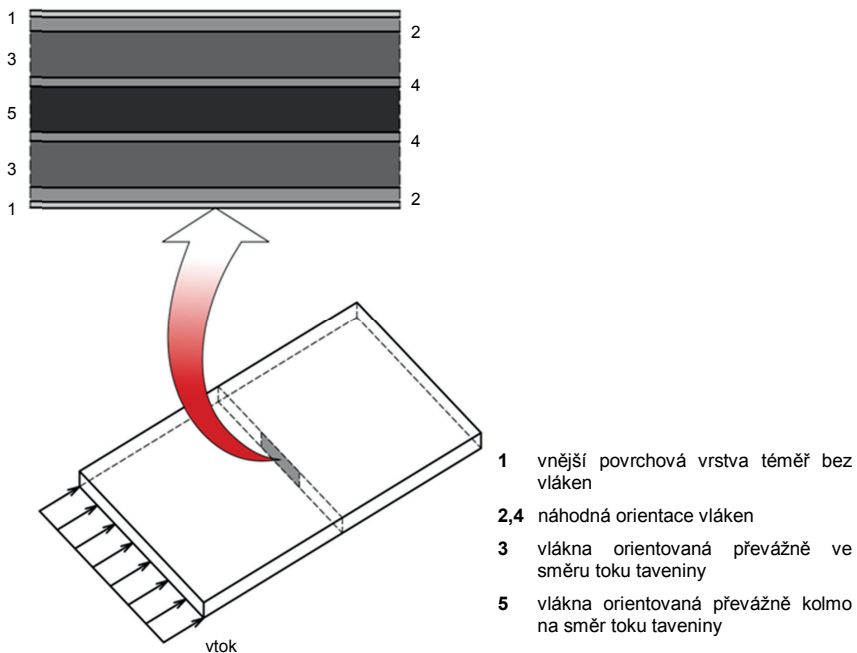 1
2
3
4
5
4
3
2
1
1 vnější povrchová vrstva téměř bez
vláken
2,4 náhodná orientace vláken
3 vlákna orientovaná převážně ve
směru toku taveniny
5 vlákna orientovaná převážně kolmo
na směr toku taveniny
vtok